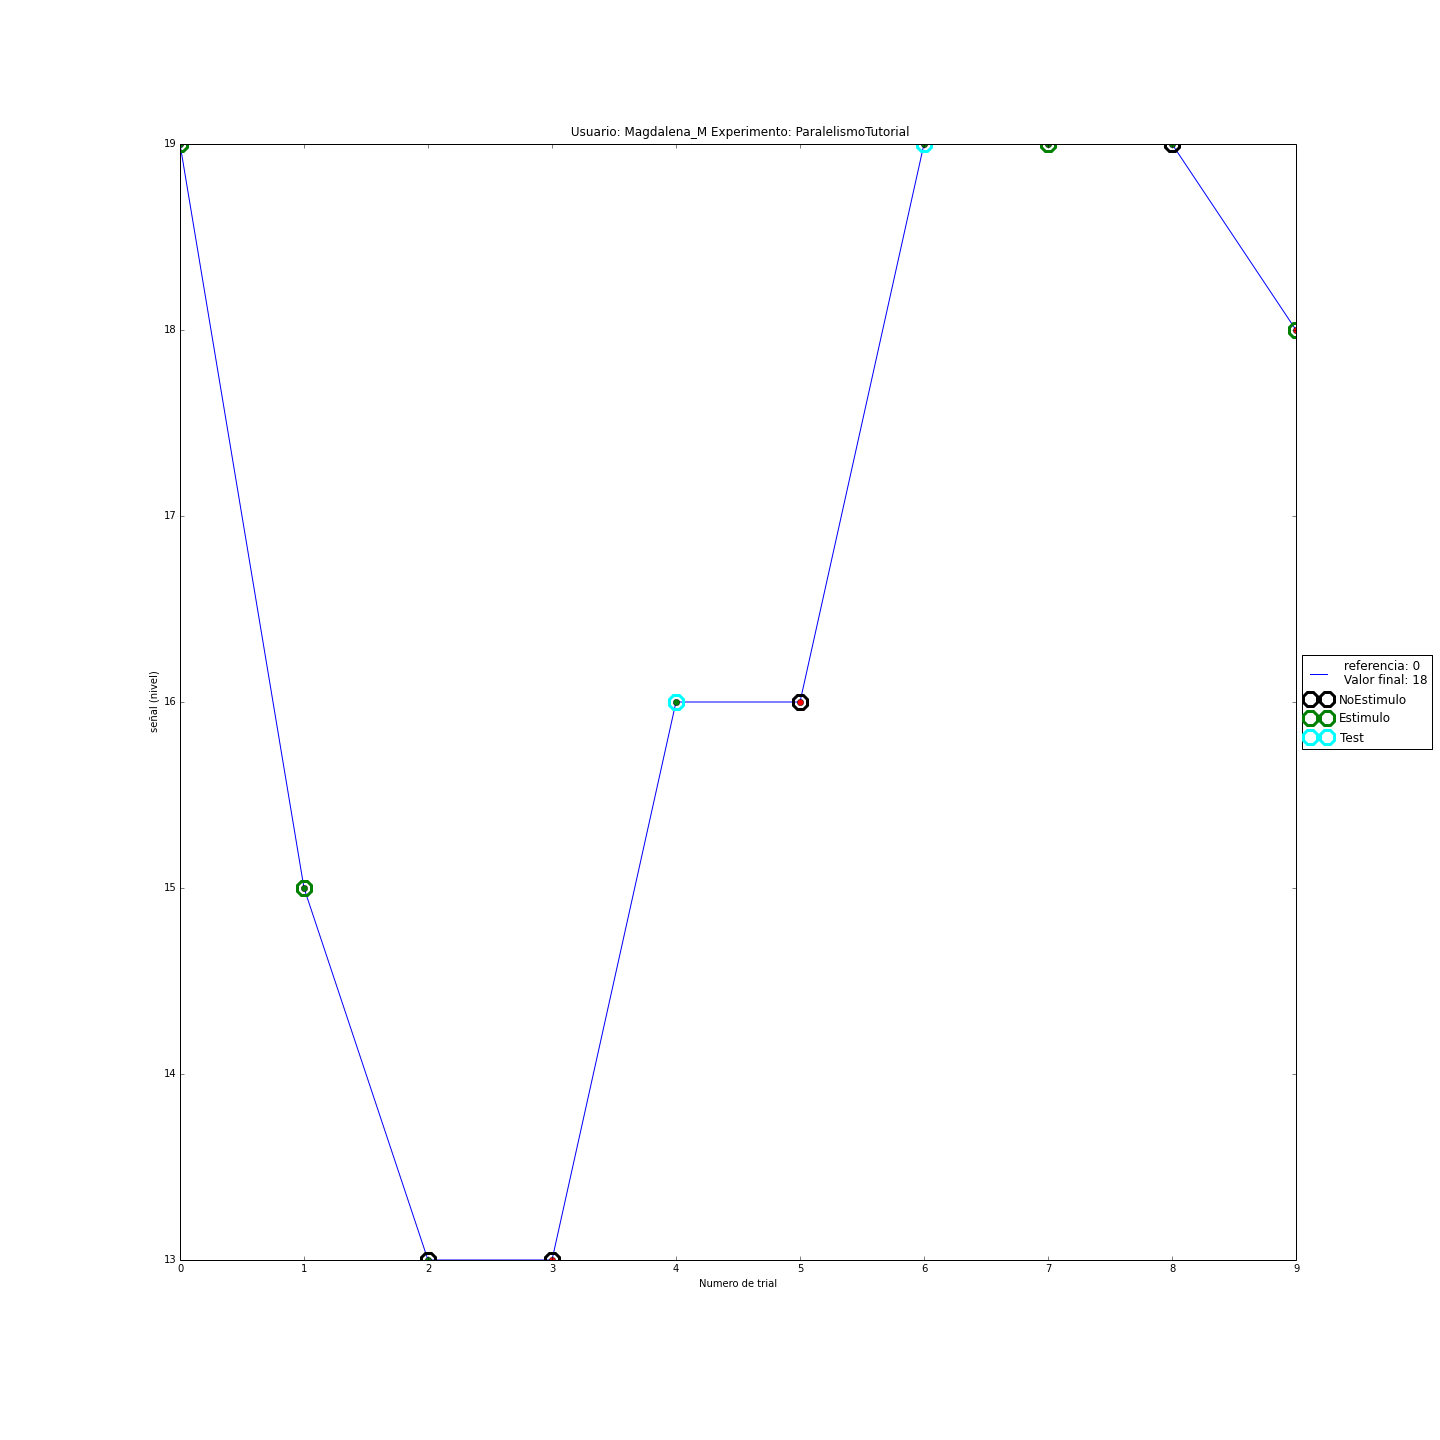 Usuario: Magdalena_M Experimento: ParalelismoTutorial
19
18
17
16
15
14
13
señal (nivel)
0 1 2 3 4 5 6 7 8 9
Numero de trial
referencia: 0
Valor final: 18
NoEstimulo
Estimulo
Test